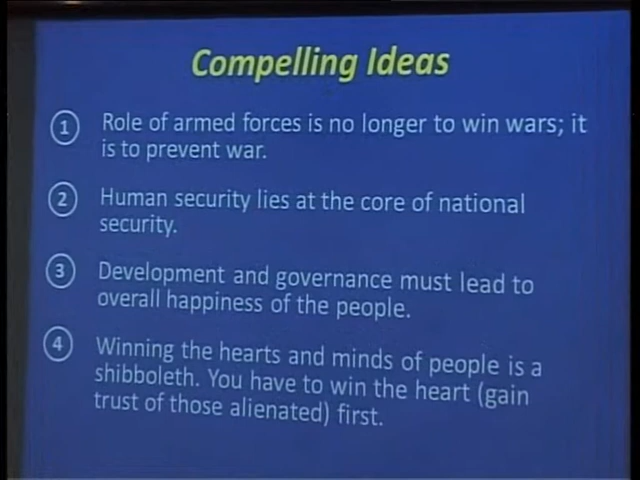 Compelling Ideas
1 Role of armed forces is no longer to win wars; it
is to prevent war.
2 Human security lies at the core of national
security.
3 Development and governance must lead to
overall happiness of the people.
4 Winning the hearts and minds of people is a
shibboleth. You have to win the heart (gain
trust of those alienated) first.